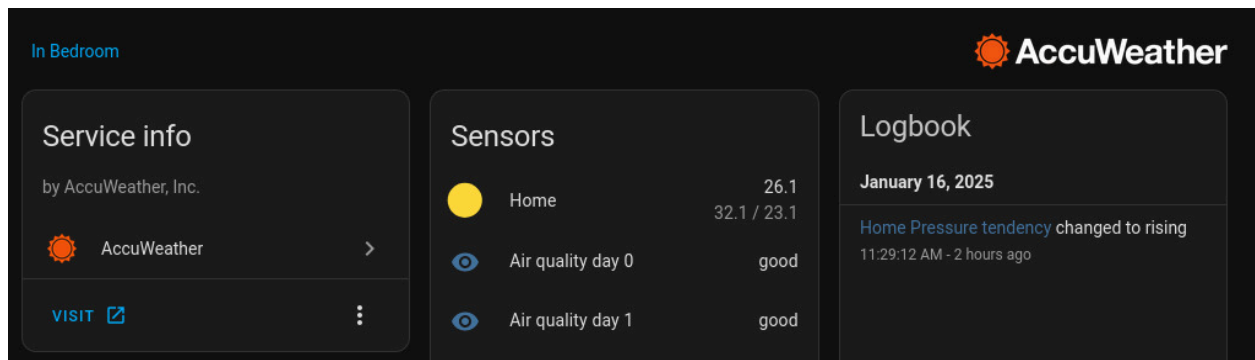 In Bedroom
AccuWeather
Service info
by AccuWeather, Inc.
AccuWeather
VISIT
Sensors
Home 26.1
32.1 / 23.1
Air quality day 0 good
Air quality day 1 good
Logbook
January 16, 2025
Home Pressure tendency changed to rising
11:29:12 AM - 2 hours ago